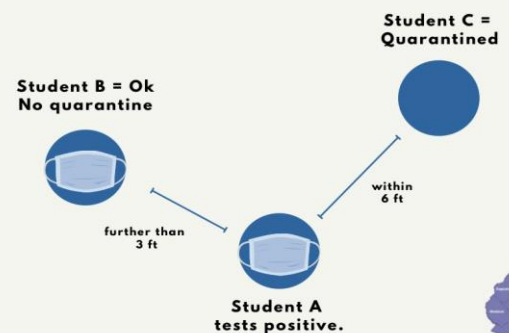 Student C =
Quarantined
Student B = Ok
No quarantine
within
6 ft
further than
3 ft
Student A
tests positive.